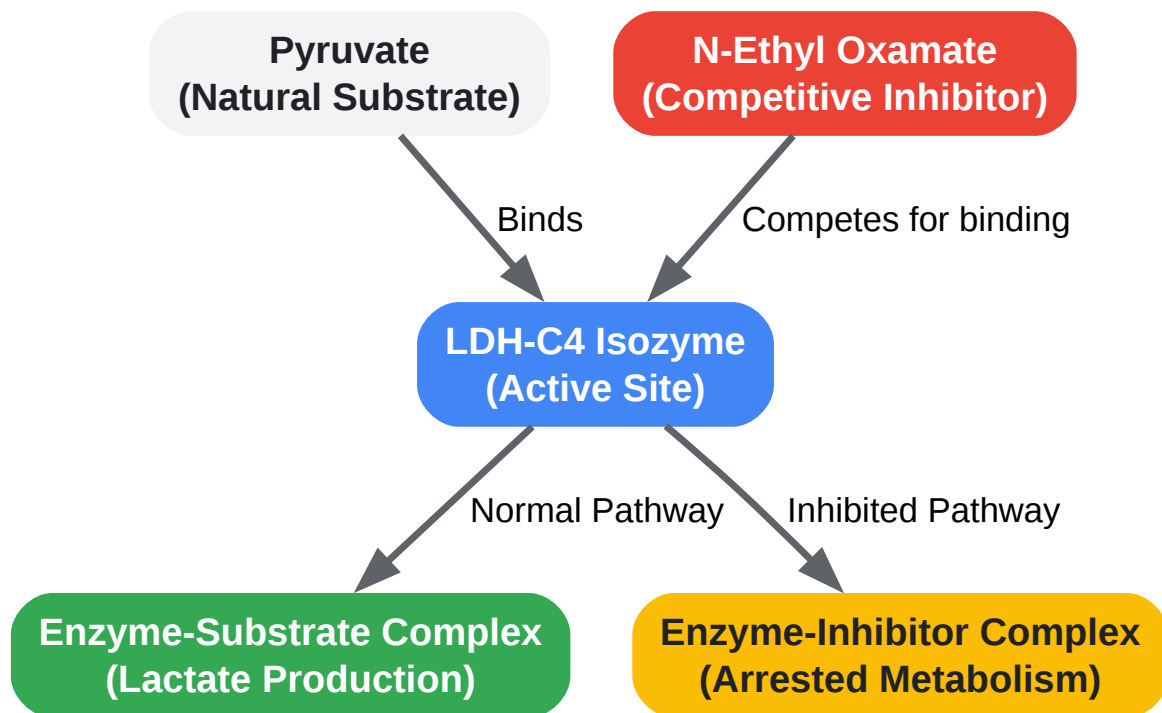 Pyruvate
(Natural Substrate)
N-Ethyl Oxamate
(Competitive Inhibitor)
Binds
Competes for binding
LDH-C4 Isozyme
(Active Site)
Normal Pathway
Inhibited Pathway
Enzyme-Substrate Complex
(Lactate Production)
Enzyme-Inhibitor Complex
(Arrested Metabolism)